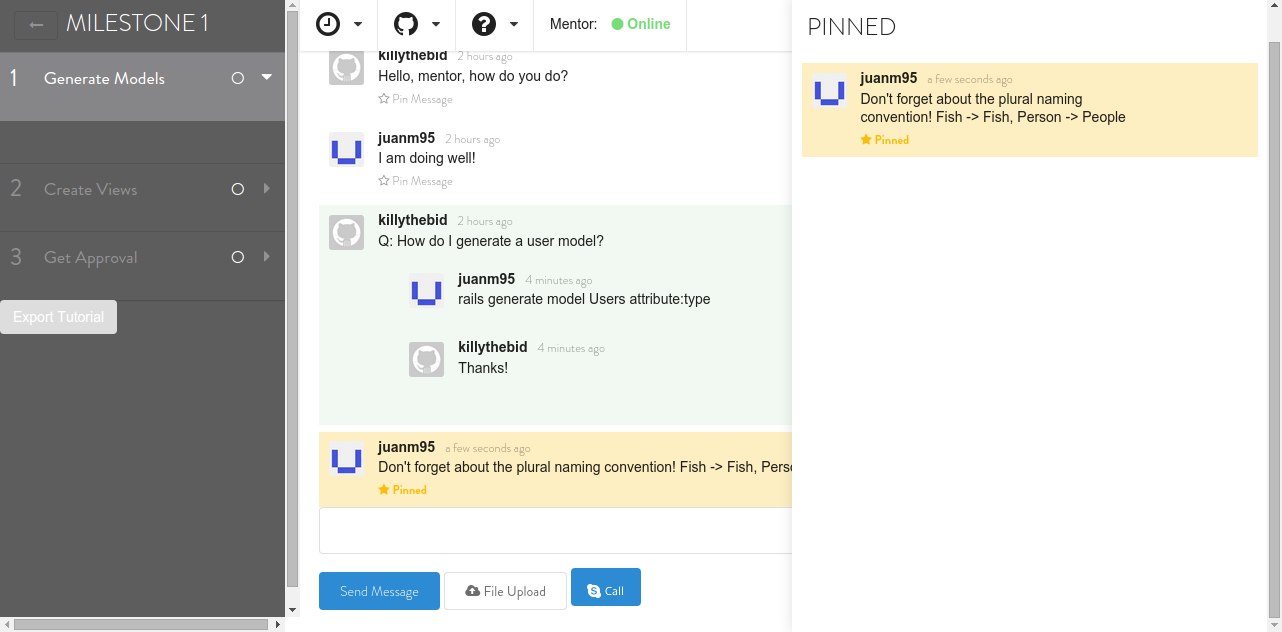 ← MILESTONE 1
1 Generate Models
2 Create Views
3 Get Approval
Export Tutorial
Mentor: Online
killythebid 2 hours ago
Hello, mentor, how do you do?
Pin Message
juanm95 2 hours ago
I am doing well!
Pin Message
killythebid 2 hours ago
Q: How do I generate a user model?
juanm95 4 minutes ago
rails generate model Users attribute:type
killythebid 4 minutes ago
Thanks!
juanm95 a few seconds ago
Don't forget about the plural naming convention! Fish -> Fish, Perso
Pinned
Send Message
File Upload
Call
PINNED
juanm95 a few seconds ago
Don't forget about the plural naming
convention! Fish -> Fish, Person -> People
Pinned